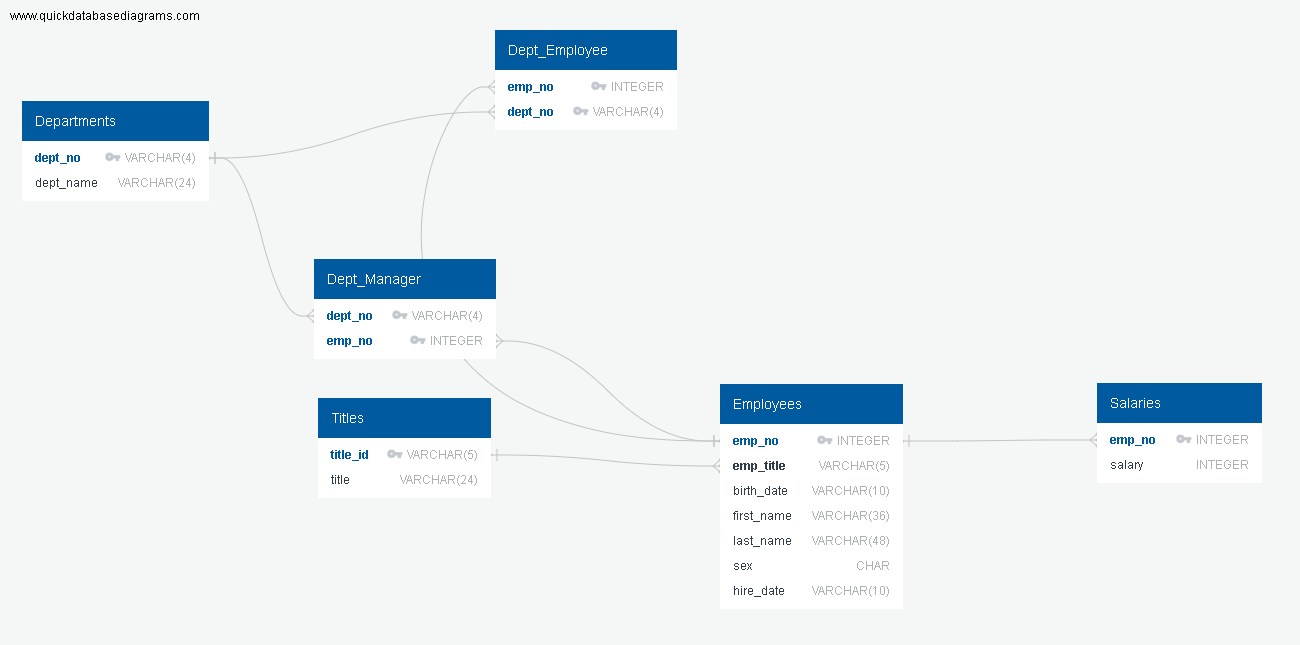 www.quickdatabasediagrams.com
Dept_Employee
emp_no INTEGER
dept_no VARCHAR(4)
Departments
dept_no VARCHAR(4)
dept_name VARCHAR(24)
Dept_Manager
dept_no VARCHAR(4)
emp_no INTEGER
Titles
title_id VARCHAR(5)
title VARCHAR(24)
Employees
emp_no INTEGER
emp_title VARCHAR(5)
birth_date VARCHAR(10)
first_name VARCHAR(36)
last_name VARCHAR(48)
sex CHAR
hire_date VARCHAR(10)
Salaries
emp_no INTEGER
salary INTEGER